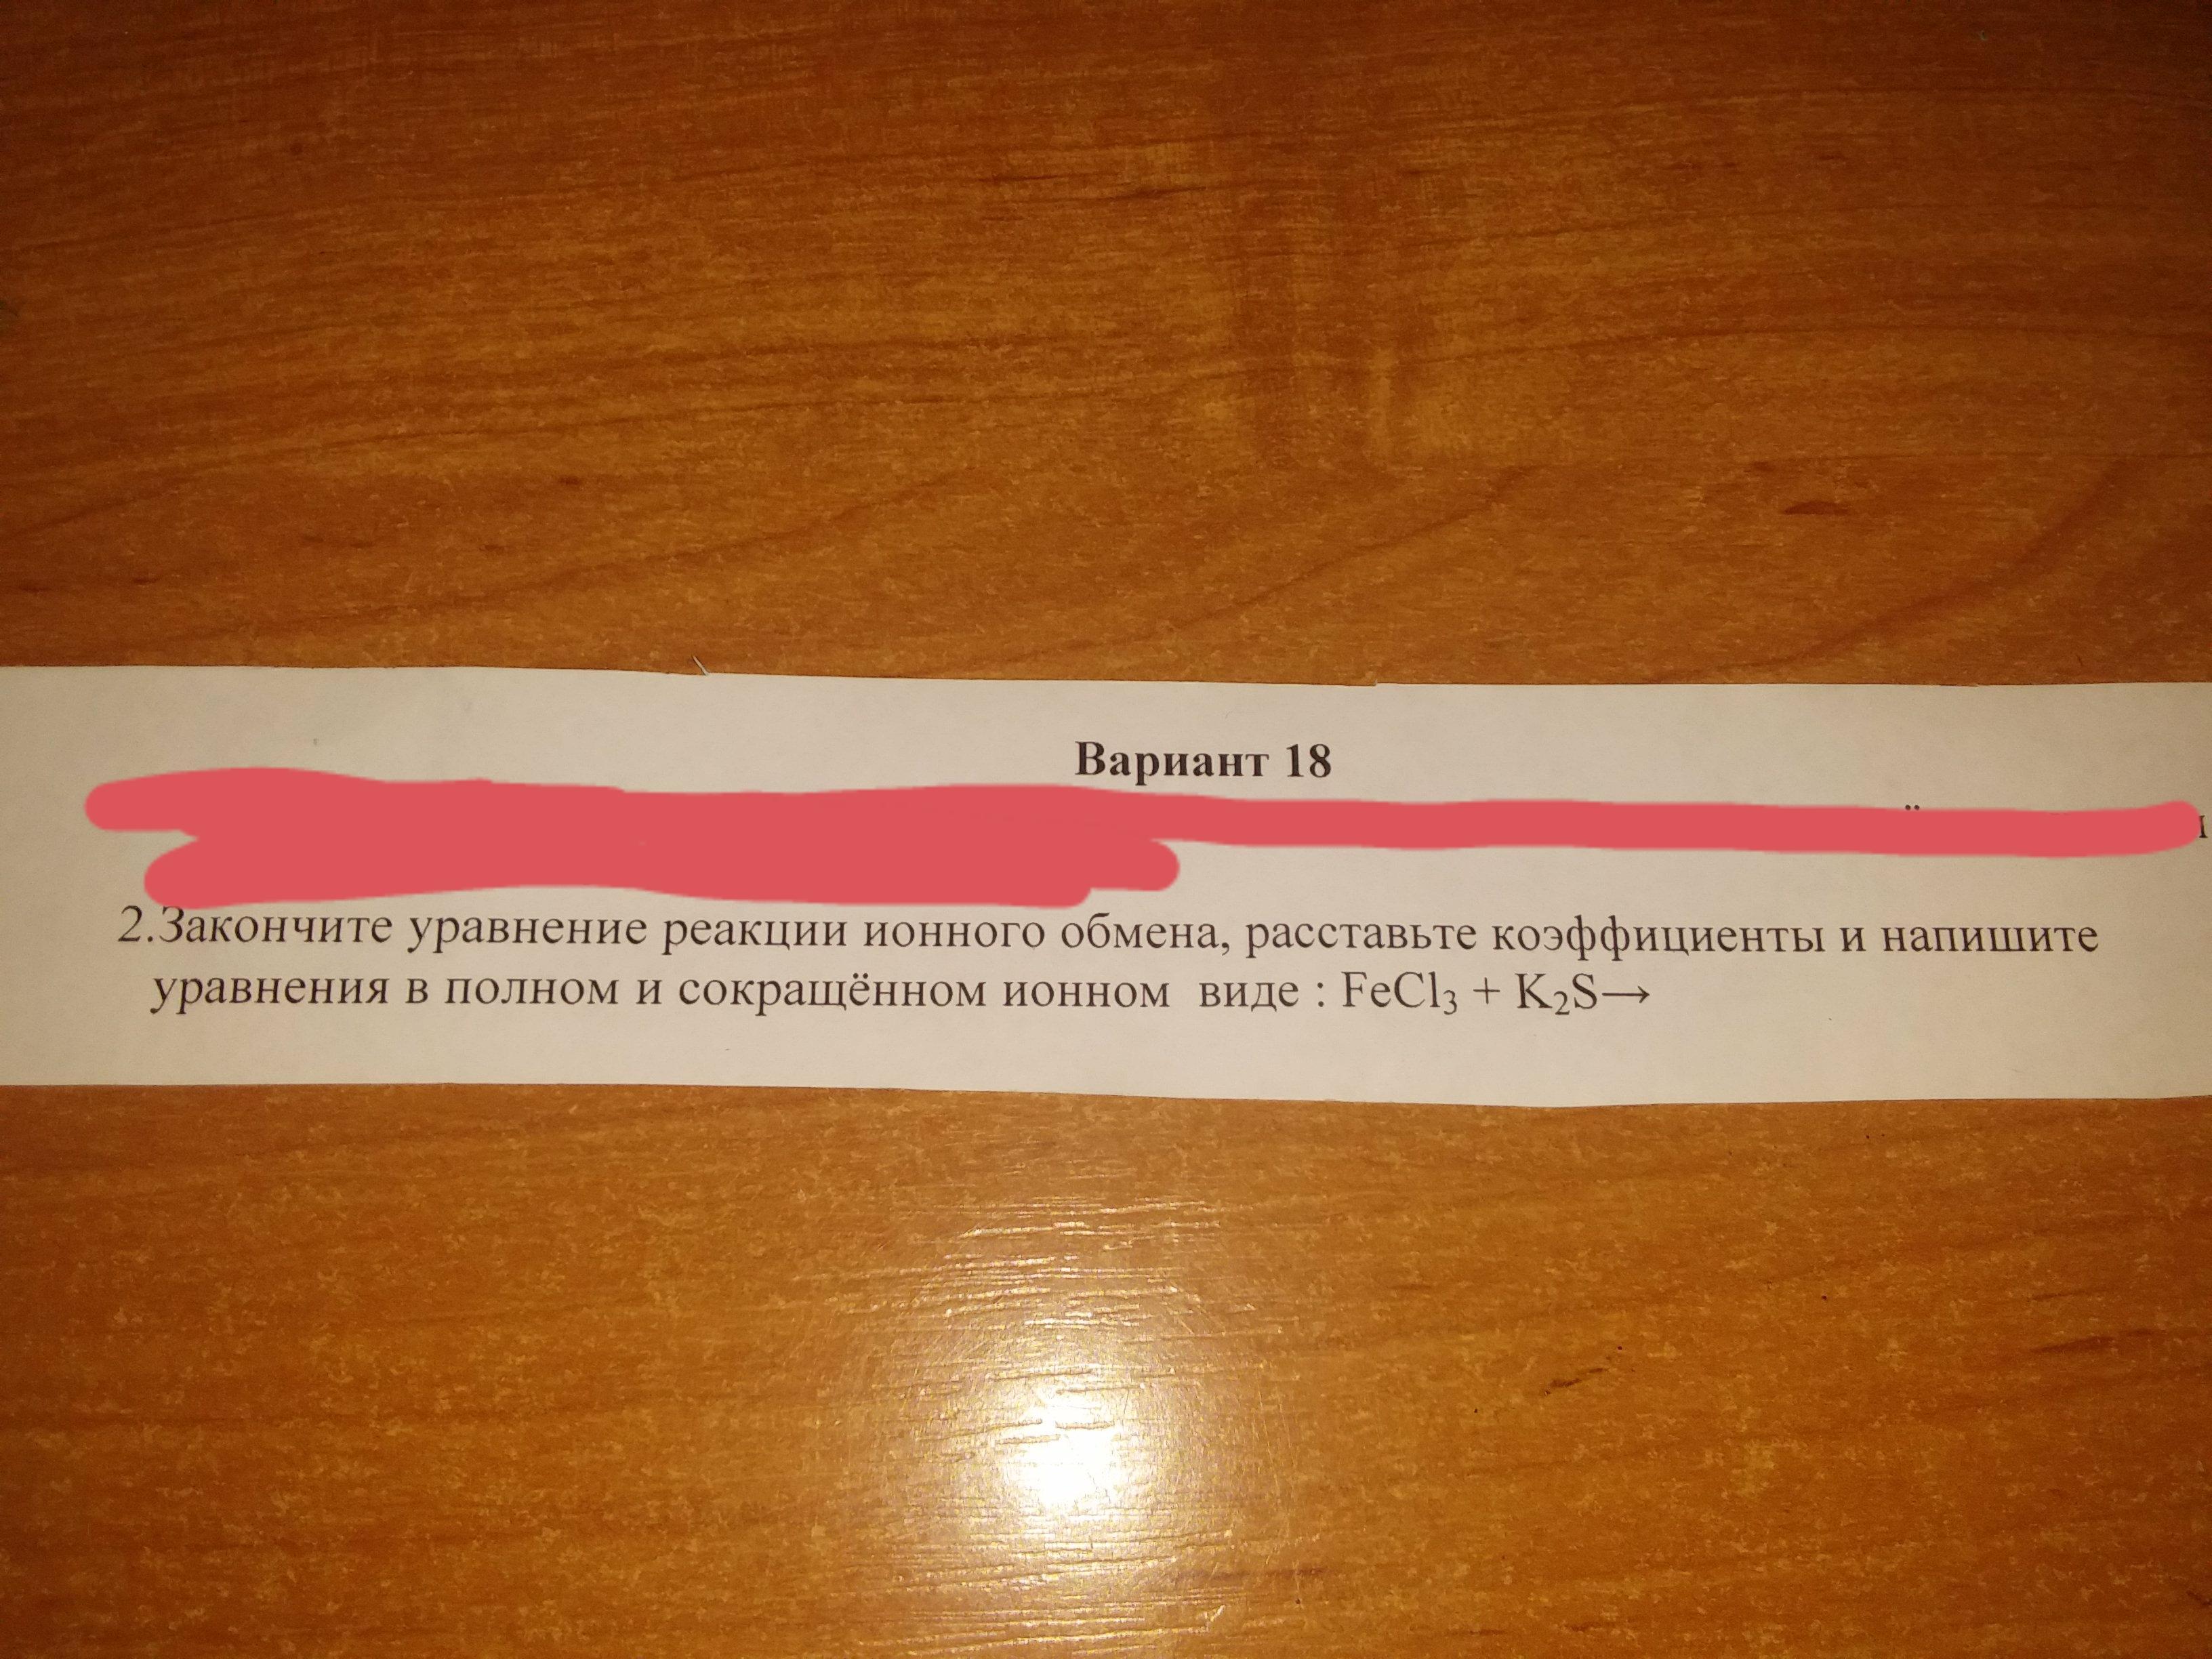 Вариант 18
2.Закончите уравнение реакции ионного обмена, расставьте коэффициенты и напишите
уравнения в полном и сокращённом ионном виде : FeCl₃ + K₂S→